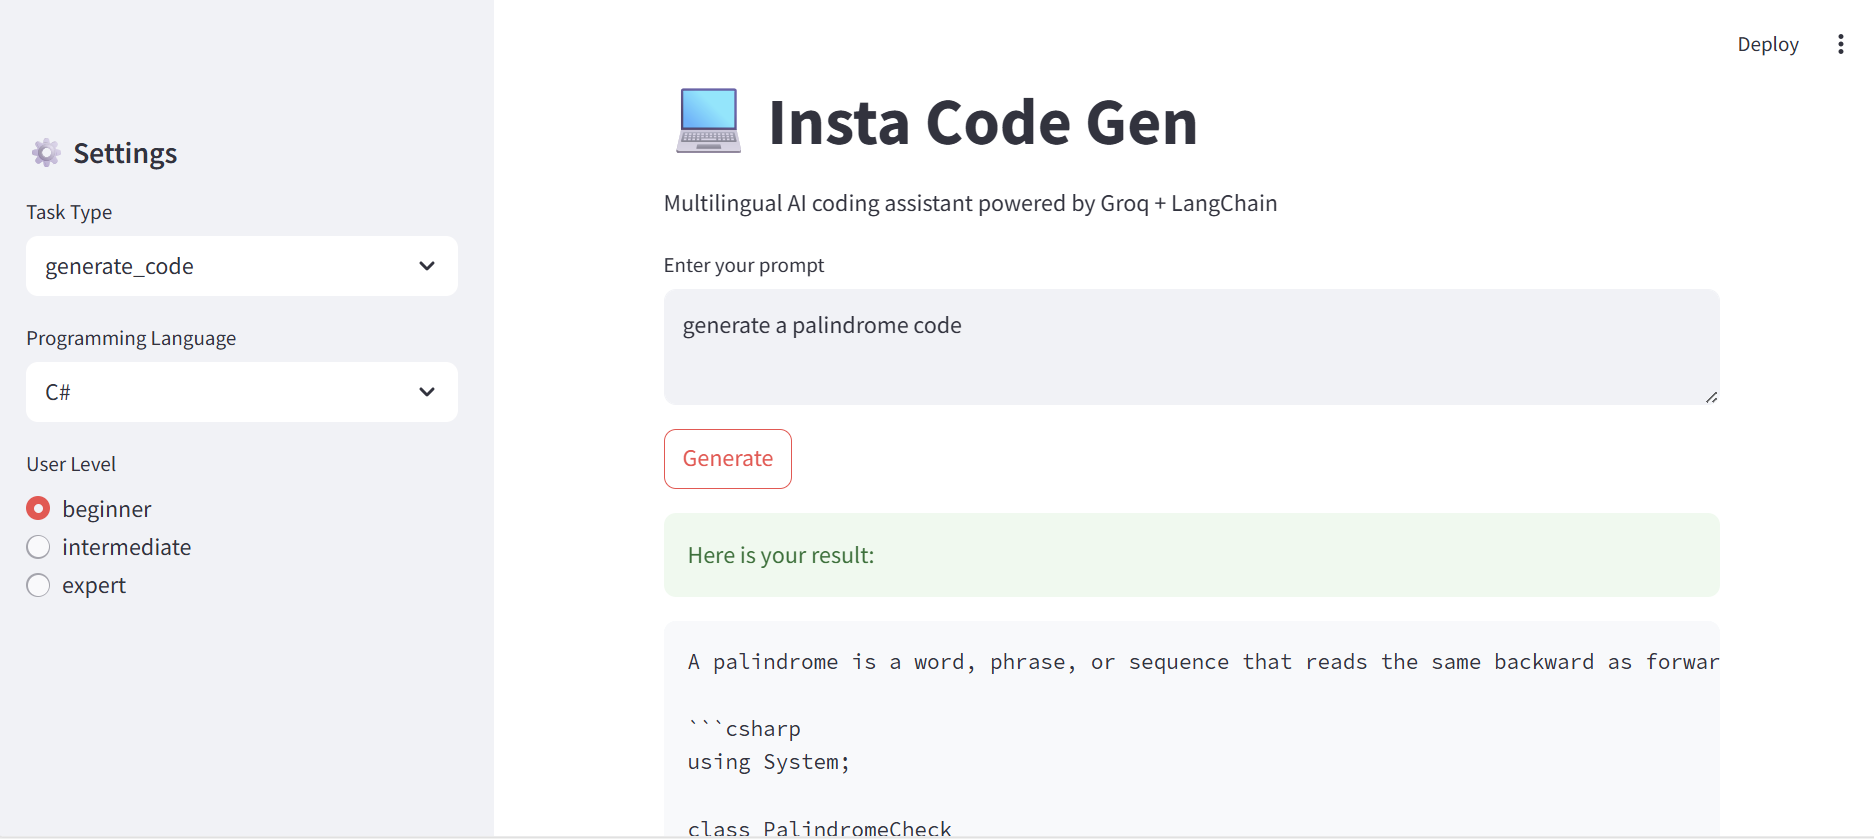 Deploy
Settings
Task Type
generate_code
Programming Language
C#
User Level
beginner
intermediate
expert
Insta Code Gen
Multilingual AI coding assistant powered by Groq + LangChain
Enter your prompt
generate a palindrome code
Generate
Here is your result:
A palindrome is a word, phrase, or sequence that reads the same backward as forwar
```csharp
using System;
class PalindromeCheck